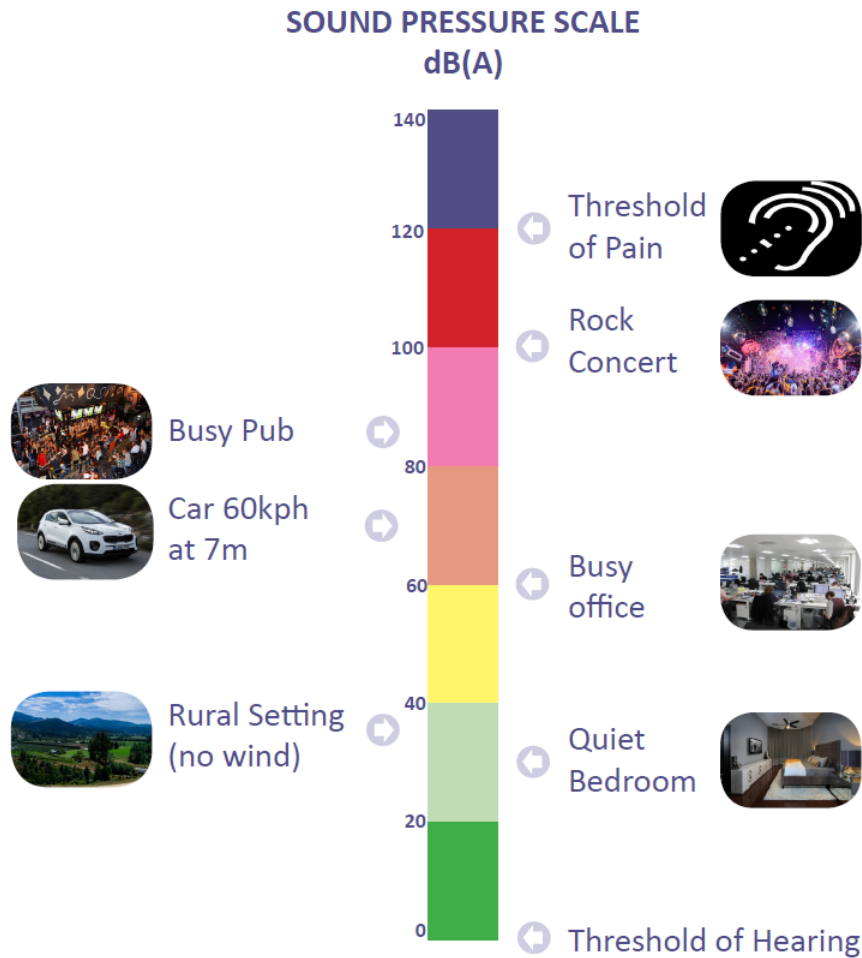 SOUND PRESSURE SCALE
dB(A)
140
Threshold
of Pain
120
Rock
Concert
100
Busy Pub
80
Car 60kph
at 7m
Busy
office
60
40
Rural Setting
(no wind)
Quiet
Bedroom
20
0
Threshold of Hearing